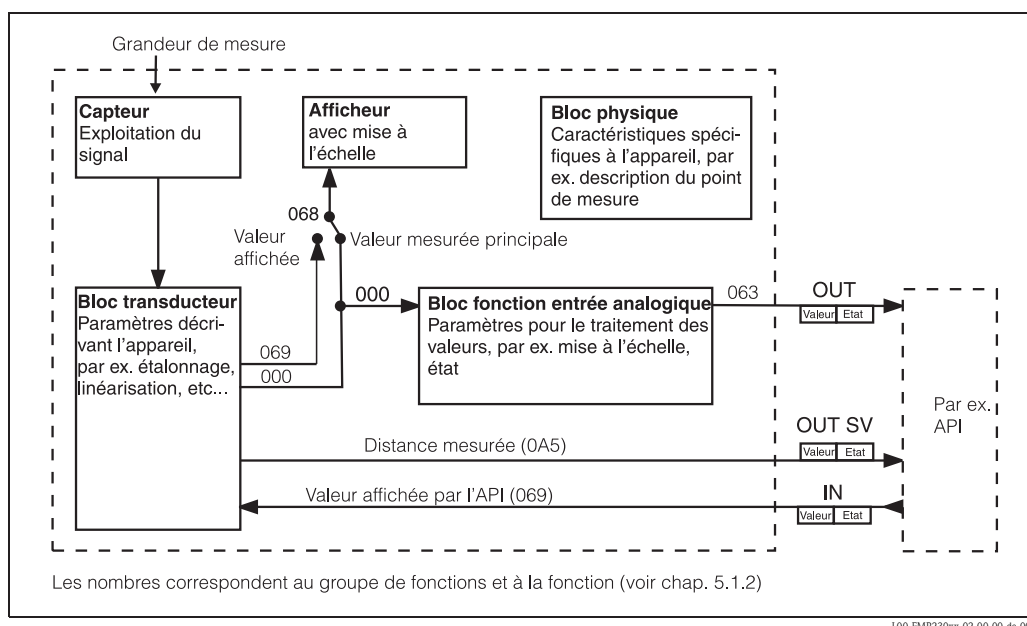 Grandeur de mesure
Capteur
Exploitation du
signal
Afficheur
avec mise à
l'échelle
Bloc physique
Caractéristiques spéci-
fiques à l'appareil, par
ex. description du point
de mesure
068
Valeur
affichée
Valeur mesurée principale
Bloc transducteur
Paramètres décri-
vant l'appareil,
par ex. étalonnage,
linéarisation, etc...
069
000
000
Bloc fonction entrée analogique
Paramètres pour le traitement des
valeurs, par ex. mise à l'échelle,
état
063
OUT
Valeur Etat
Par ex.
API
OUT SV
Valeur Etat
Distance mesurée (0A5)
Valeur affichée par l'API (069)
IN
Valeur Etat
Les nombres correspondent au groupe de fonctions et à la fonction (voir chap. 5.1.2)